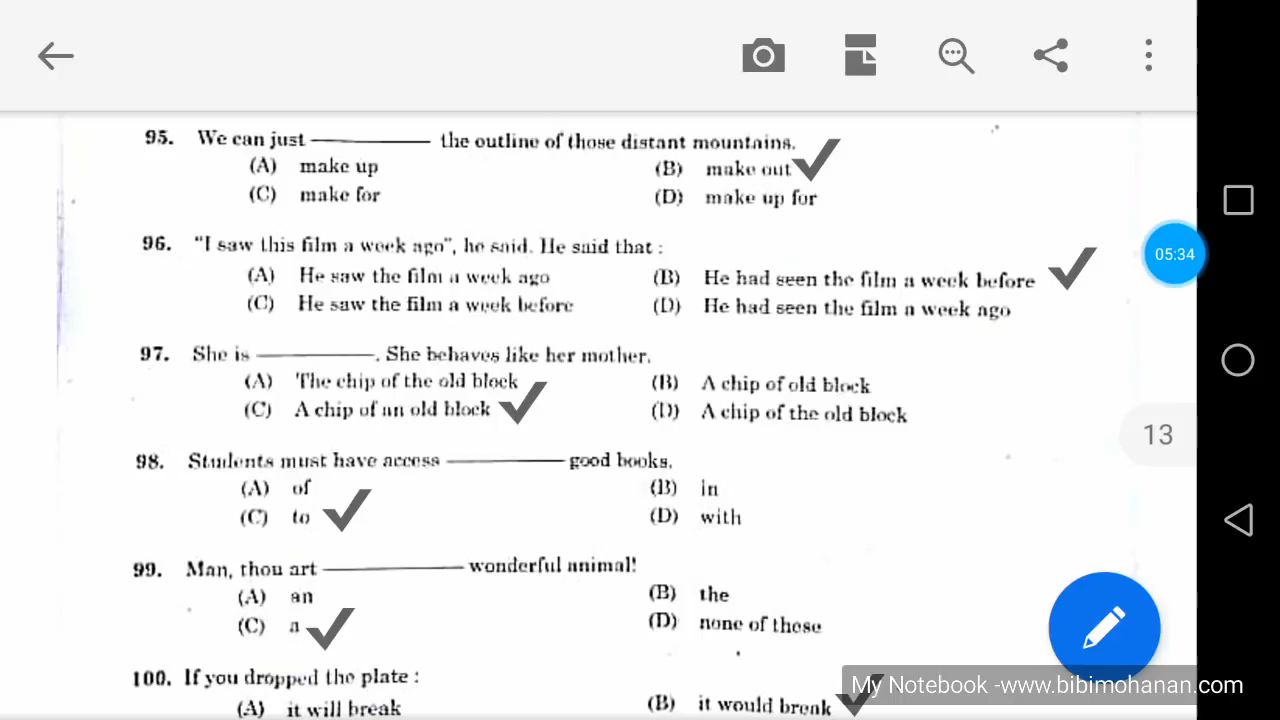 95. We can just ________ the outline of those distant mountains.
(A) make up (B) make out
(C) make for (D) make up for
05:34
96. "I saw this film a week ago", he said. He said that :
(A) He saw the film a week ago (B) He had seen the film a week before
(C) He saw the film a week before (D) He had seen the film a week ago
97. She is ________. She behaves like her mother.
(A) The chip of the old block (B) A chip of old block
(C) A chip of an old block (D) A chip of the old block
13
98. Students must have access ________ good books.
(A) of (B) in
(C) to (D) with
99. Man, thou art ________ wonderful animal!
(A) an (B) the
(C) a (D) none of these
100. If you dropped the plate :
(A) it will break (B) it would break
My Notebook -www.bibimohanan.com